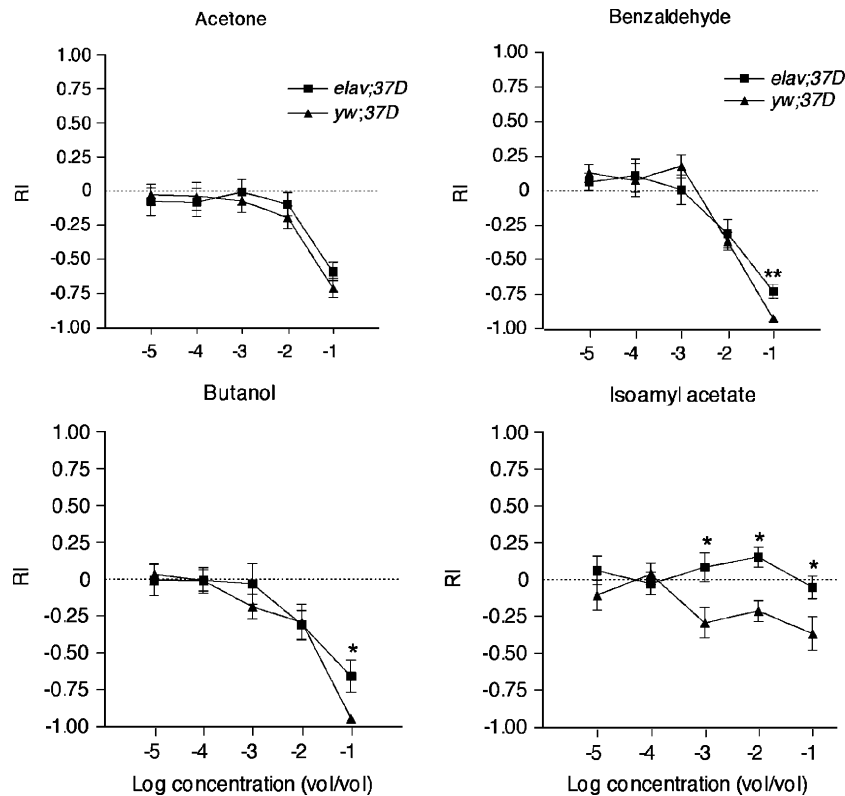 Acetone
1.00
0.75
0.50
0.25
0
-0.25
-0.50
-0.75
-1.00
RI
elav;37D
yw;37D
-5 -4 -3 -2 -1
Benzaldehyde
1.00
0.75
0.50
0.25
0
-0.25
-0.50
-0.75
-1.00
RI
elav;37D
yw;37D
**
-5 -4 -3 -2 -1
Butanol
1.00
0.75
0.50
0.25
0
-0.25
-0.50
-0.75
-1.00
RI
*
-5 -4 -3 -2 -1
Log concentration (vol/vol)
Isoamyl acetate
1.00
0.75
0.50
0.25
0
-0.25
-0.50
-0.75
-1.00
RI
* * *
-5 -4 -3 -2 -1
Log concentration (vol/vol)